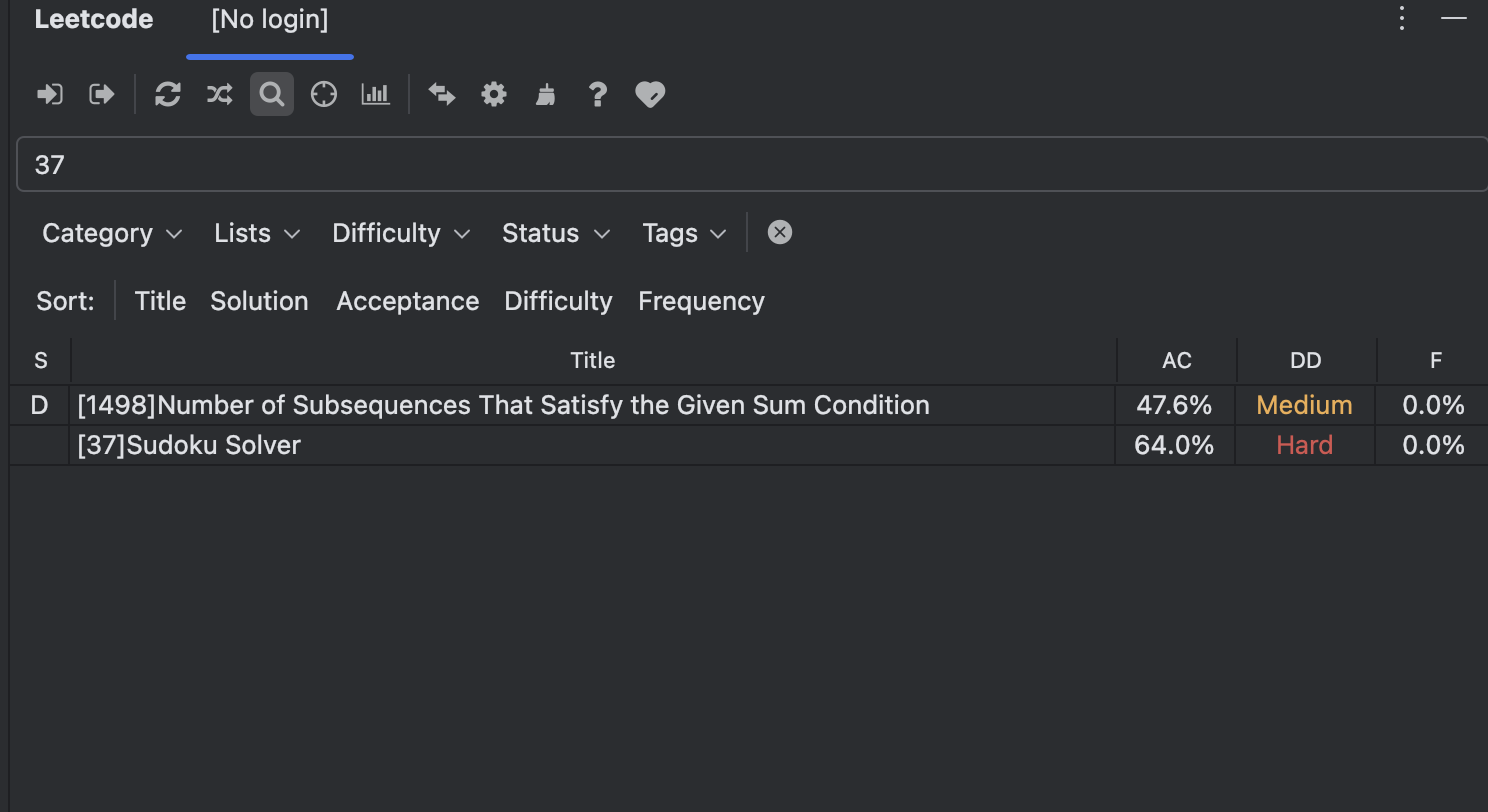 Leetcode [No login]
37
Category Lists Difficulty Status Tags
Sort: Title Solution Acceptance Difficulty Frequency
S Title AC DD F
D [1498]Number of Subsequences That Satisfy the Given Sum Condition 47.6% Medium 0.0%
[37]Sudoku Solver 64.0% Hard 0.0%